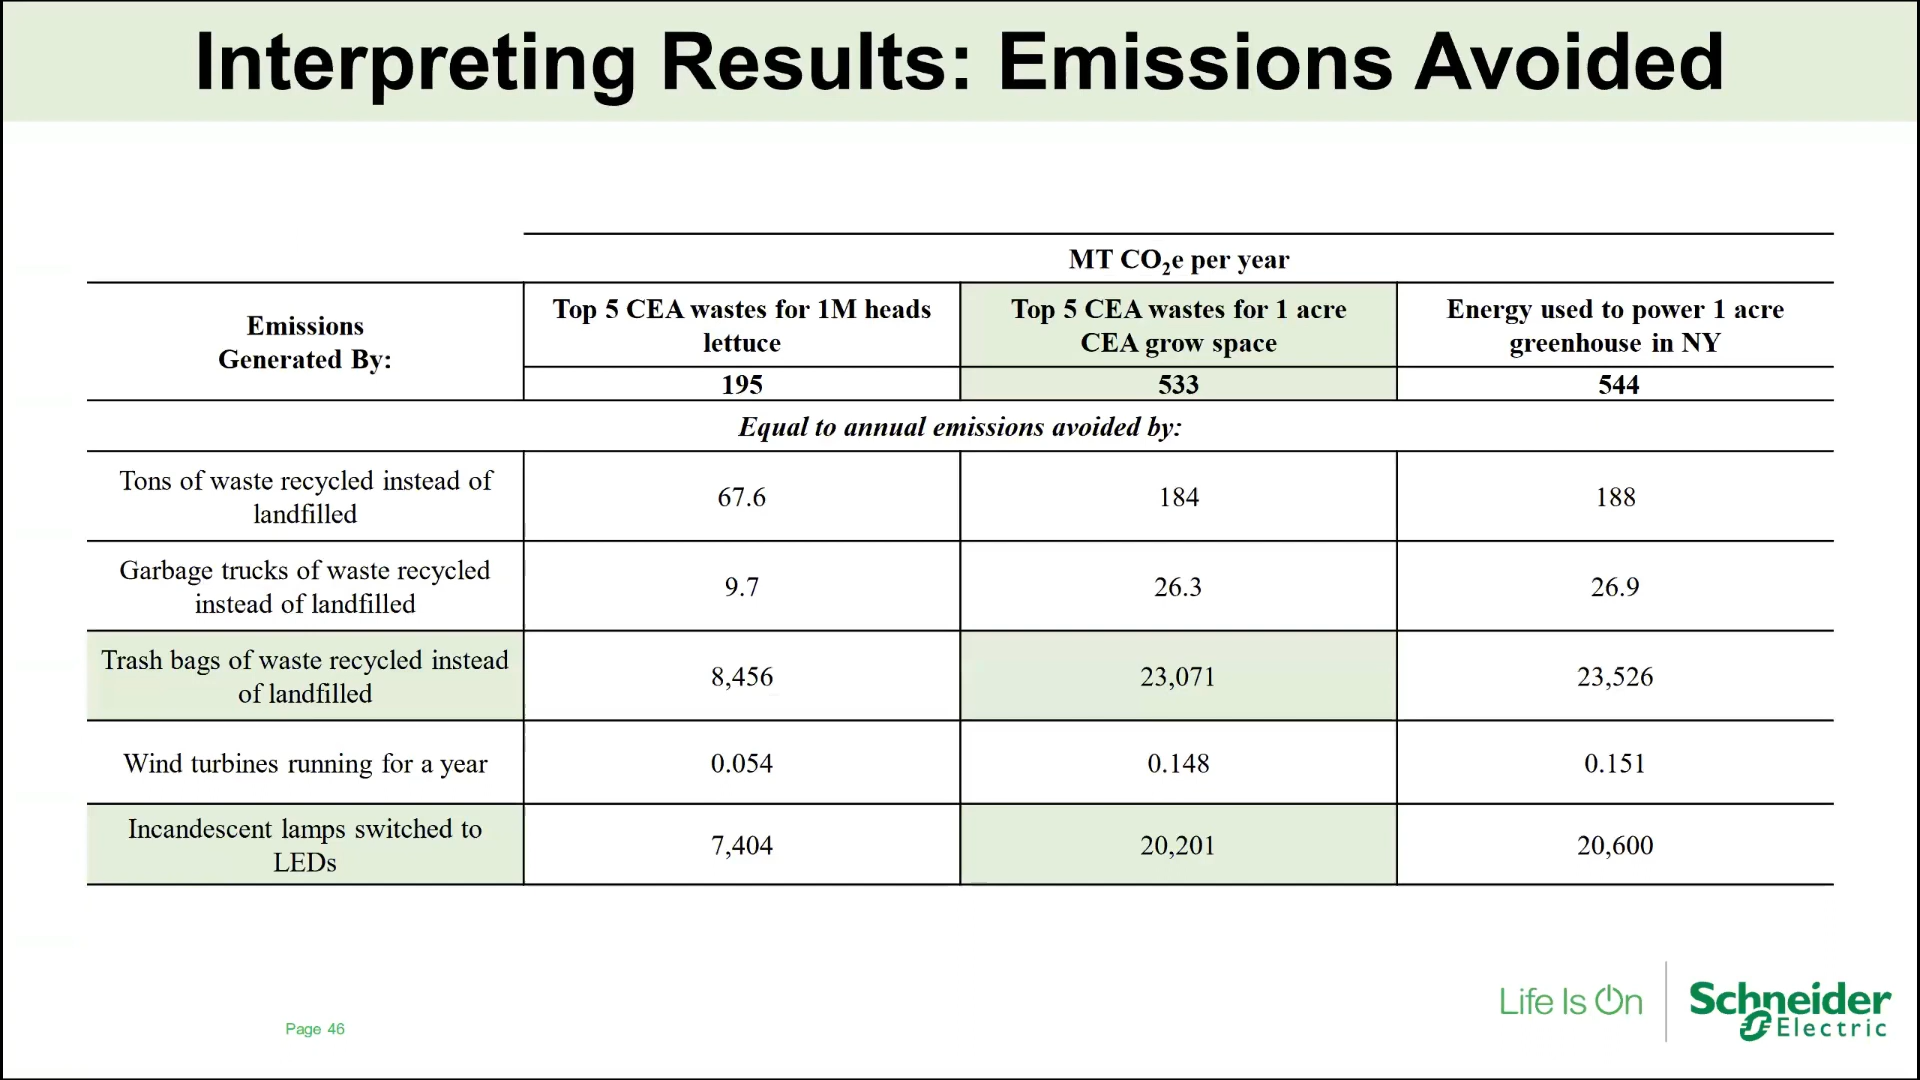 Interpreting Results: Emissions Avoided
MT CO₂e per year
Emissions
Generated By:
Top 5 CEA wastes for 1M heads
lettuce
Top 5 CEA wastes for 1 acre
CEA grow space
Energy used to power 1 acre
greenhouse in NY
195
533
544
Equal to annual emissions avoided by:
Tons of waste recycled instead of
landfilled
67.6
184
188
Garbage trucks of waste recycled
instead of landfilled
9.7
26.3
26.9
Trash bags of waste recycled instead
of landfilled
8,456
23,071
23,526
Wind turbines running for a year
0.054
0.148
0.151
Incandescent lamps switched to
LEDs
7,404
20,201
20,600
Page 46
Life Is On
Schneider
Electric